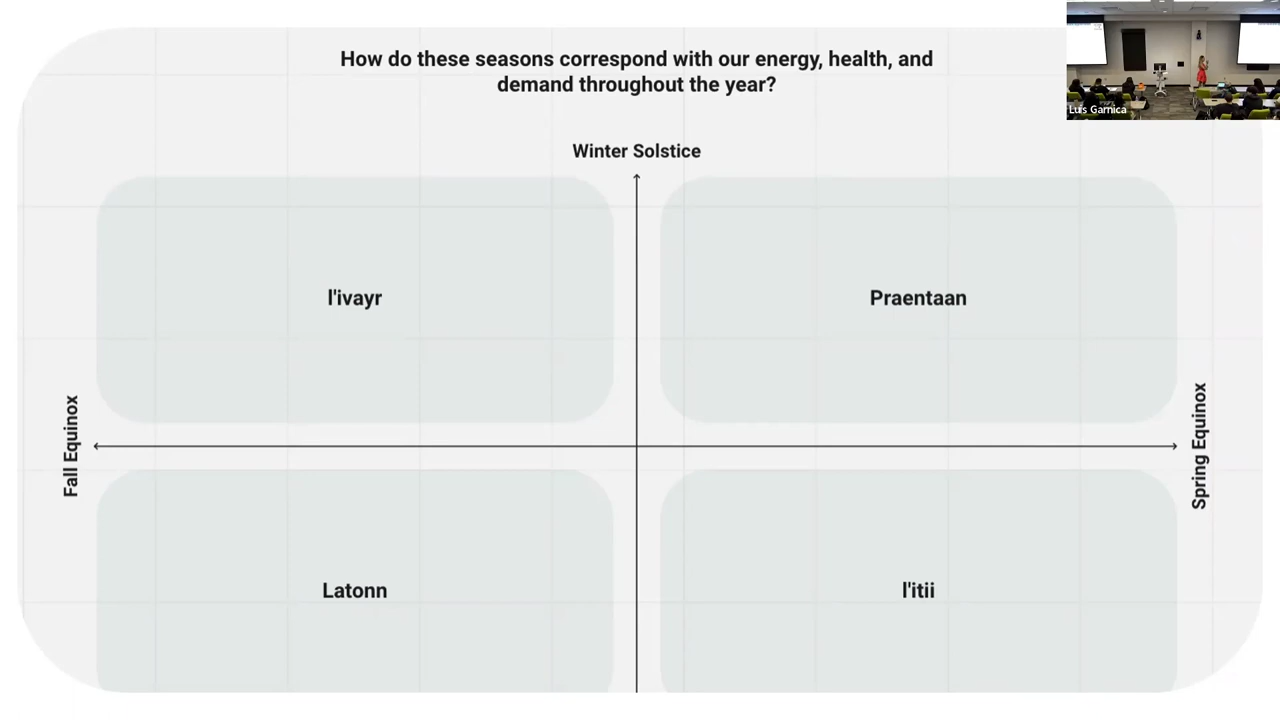 How do these seasons correspond with our energy, health, and
demand throughout the year?
Luis Garnica
Winter Solstice
l'ivayr
Praentaan
Fall Equinox
Spring Equinox
Latonn
l'itii